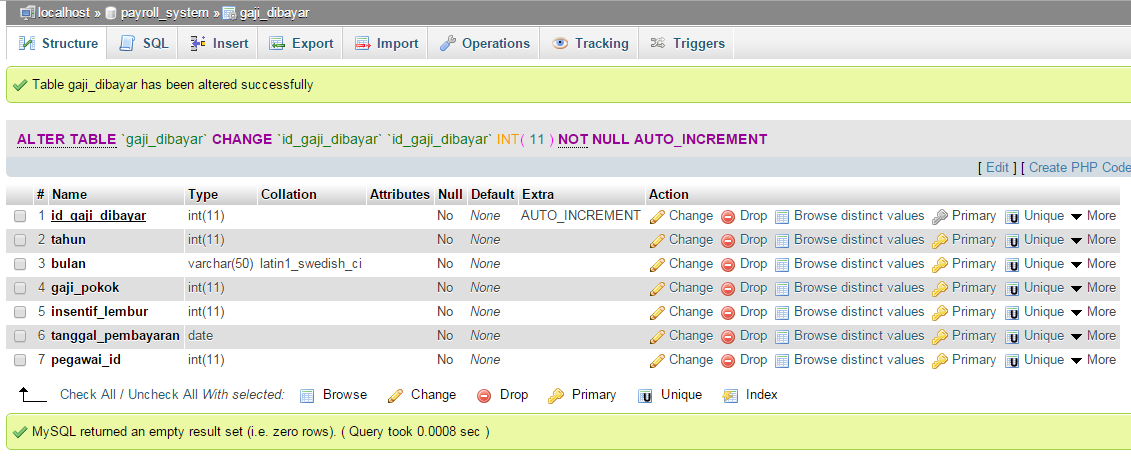 localhost » payroll_system » gaji_dibayar
Structure SQL Insert Export Import Operations Tracking Triggers
Table gaji_dibayar has been altered successfully
ALTER TABLE `gaji_dibayar` CHANGE `id_gaji_dibayar` `id_gaji_dibayar` INT( 11 ) NOT NULL AUTO_INCREMENT
[ Edit ] [ Create PHP Code
# Name Type Collation Attributes Null Default Extra Action
1 id_gaji_dibayar int(11) No None AUTO_INCREMENT Change Drop Browse distinct values Primary Unique More
2 tahun int(11) No None Change Drop Browse distinct values Primary Unique More
3 bulan varchar(50) latin1_swedish_ci No None Change Drop Browse distinct values Primary Unique More
4 gaji_pokok int(11) No None Change Drop Browse distinct values Primary Unique More
5 insentif_lembur int(11) No None Change Drop Browse distinct values Primary Unique More
6 tanggal_pembayaran date No None Change Drop Browse distinct values Primary Unique More
7 pegawai_id int(11) No None Change Drop Browse distinct values Primary Unique More
Check All / Uncheck All With selected: Browse Change Drop Primary Unique Index
MySQL returned an empty result set (i.e. zero rows). ( Query took 0.0008 sec )